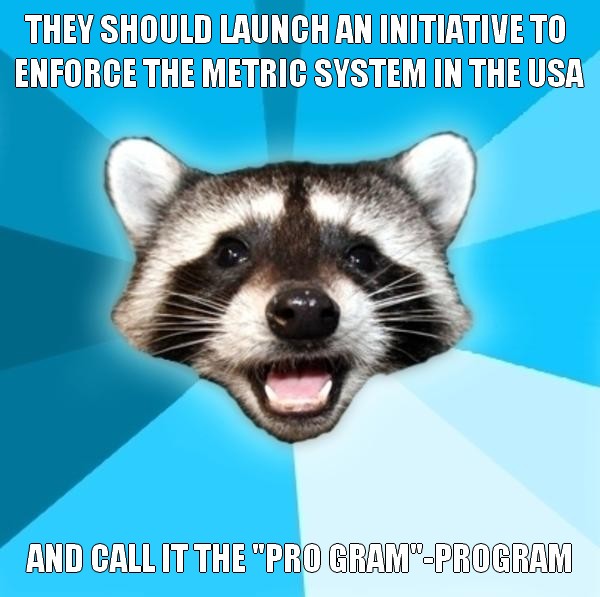 THEY SHOULD LAUNCH AN INITIATIVE TO
ENFORCE THE METRIC SYSTEM IN THE USA
AND CALL IT THE "PRO GRAM"-PROGRAM